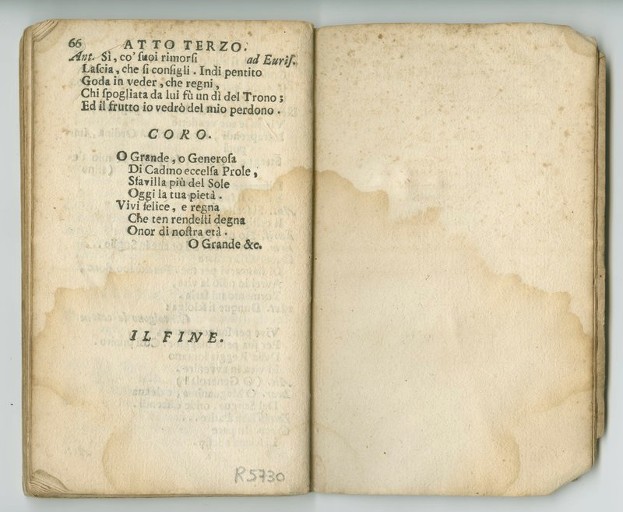 66 ATTO TERZO.
Ant. Sì, co' suoi rimorsi ad Euris.
Lascia, che si consigli. Indi pentito
Goda in veder, che regni,
Chi spogliata da lui fù un dì del Trono;
Ed il frutto io vedrò del mio perdono.
CORO.
O Grande, o Generosa
Di Cadmo eccelsa Prole,
Sfavilla più del Sole
Oggi la tua pietà.
Vivi felice, e regna
Che ten rendesti degna
Onor di nostra età.
O Grande &c.
IL FINE.
R5730